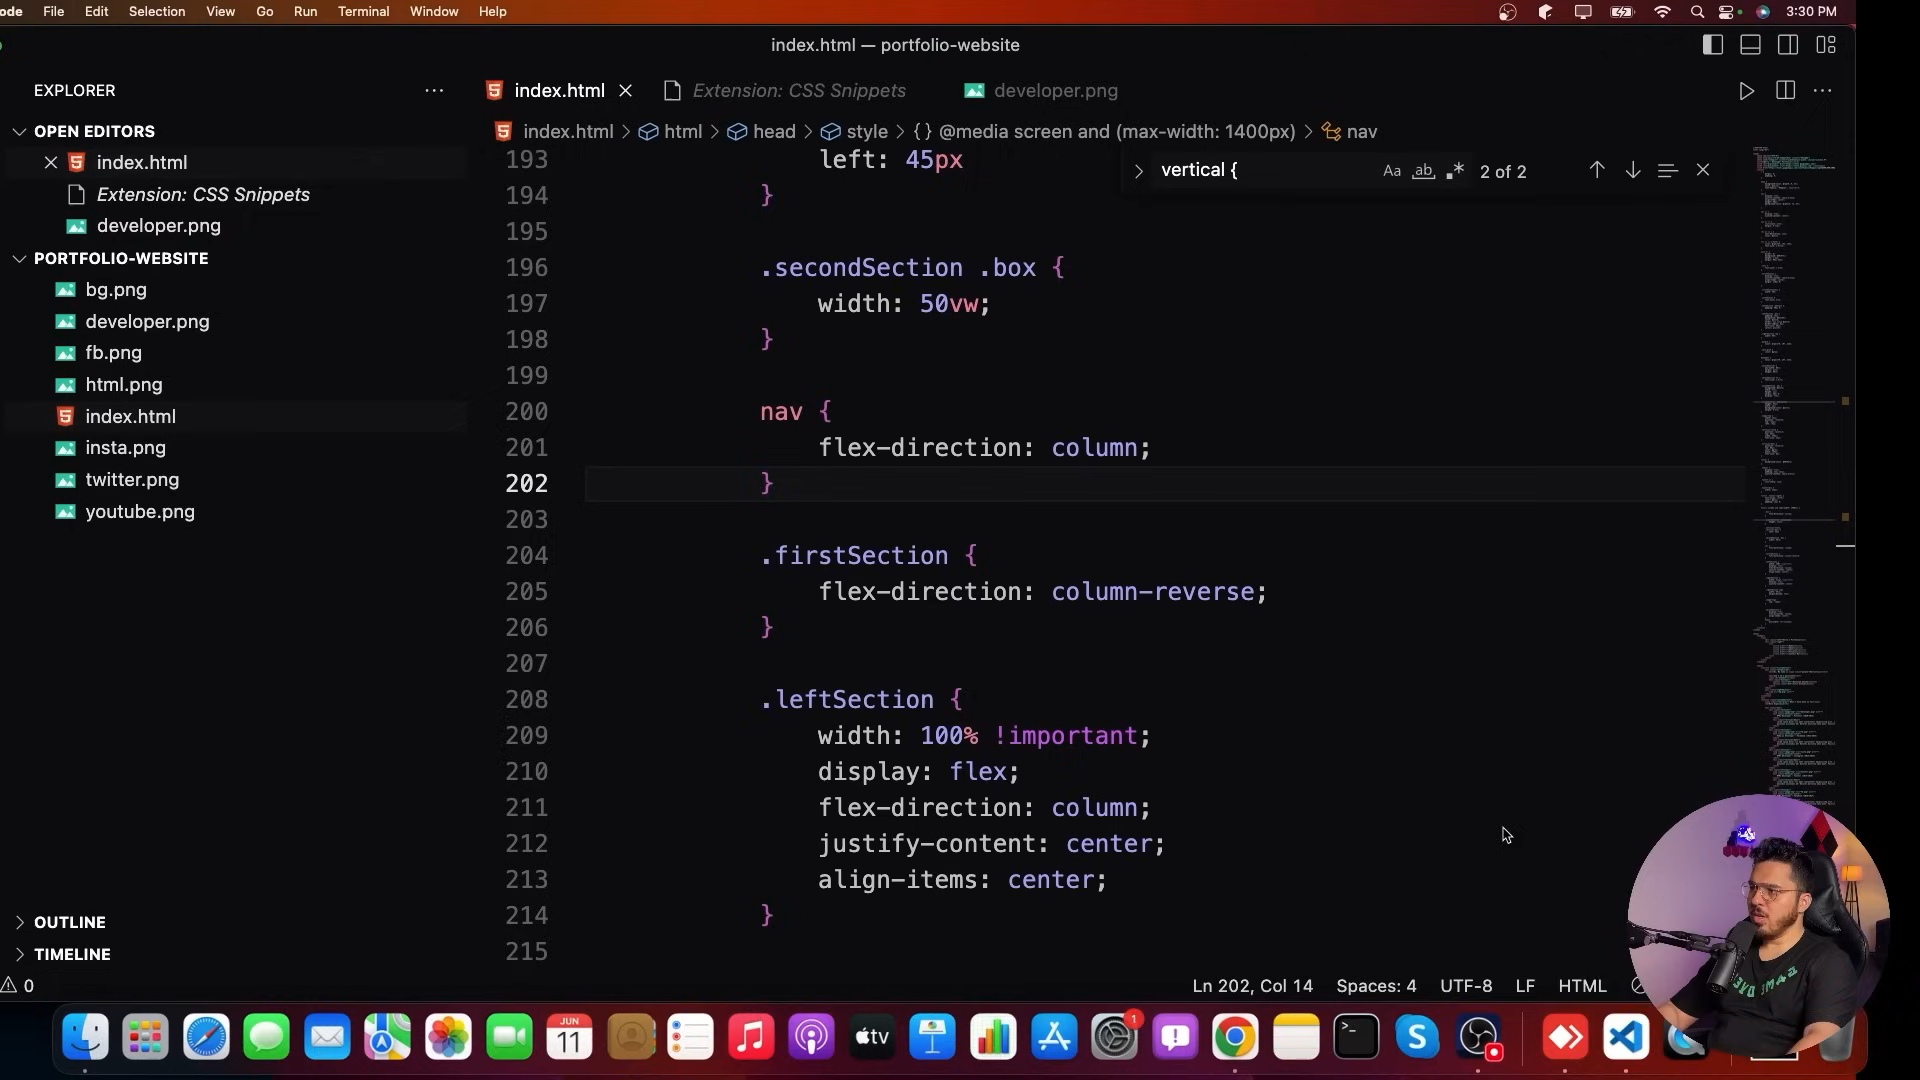 ode File Edit Selection View Go Run Terminal Window Help 3:30 PM
index.html — portfolio-website
EXPLORER
OPEN EDITORS
index.html
Extension: CSS Snippets
developer.png
PORTFOLIO-WEBSITE
bg.png
developer.png
fb.png
html.png
index.html
insta.png
twitter.png
youtube.png
OUTLINE
TIMELINE
0
index.html Extension: CSS Snippets developer.png
index.html > html > head > style > {} @media screen and (max-width: 1400px) > nav
vertical { Aa ab 2 of 2
193 left: 45px
194 }
195
196 .secondSection .box {
197 width: 50vw;
198 }
199
200 nav {
201 flex-direction: column;
202 }
203
204 .firstSection {
205 flex-direction: column-reverse;
206 }
207
208 .leftSection {
209 width: 100% !important;
210 display: flex;
211 flex-direction: column;
212 justify-content: center;
213 align-items: center;
214 }
215
Ln 202, Col 14 Spaces: 4 UTF-8 LF HTML
JUN
11
tv
1